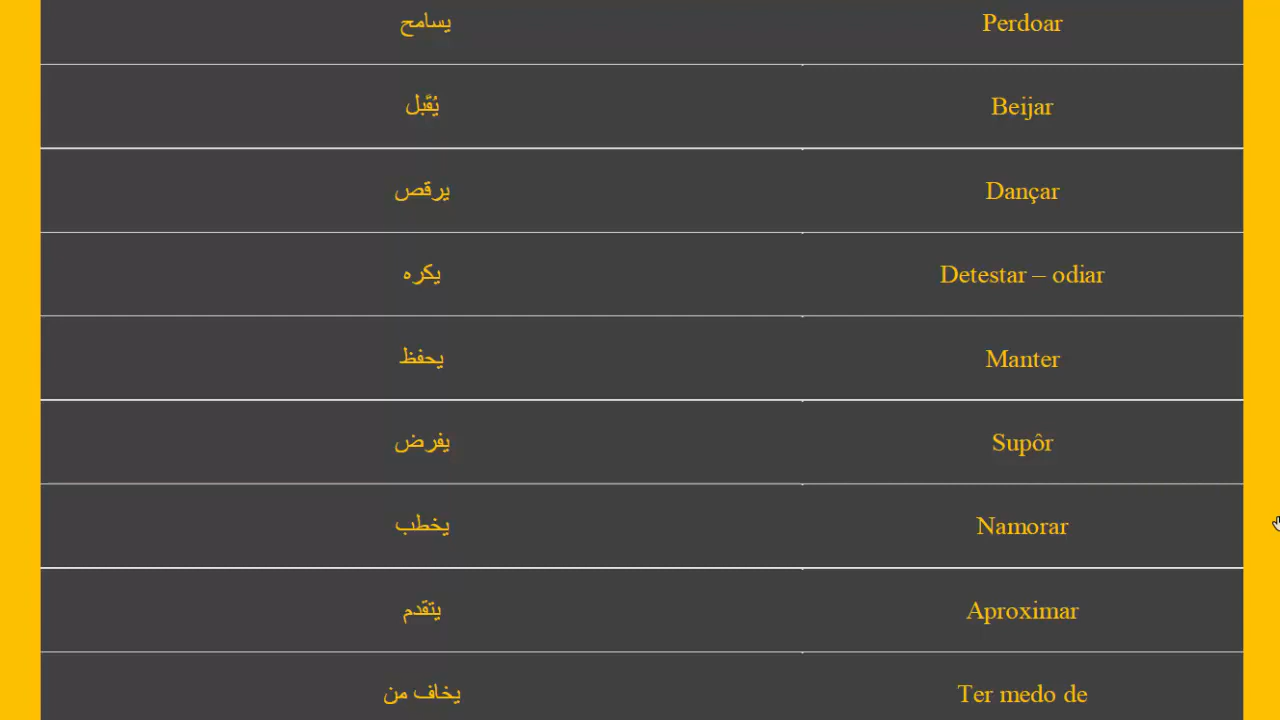 يسامح Perdoar
يُقبل Beijar
يرقص Dançar
يكره Detestar – odiar
يحفظ Manter
يفرض Supôr
يخطب Namorar
يتقدم Aproximar
يخاف من Ter medo de